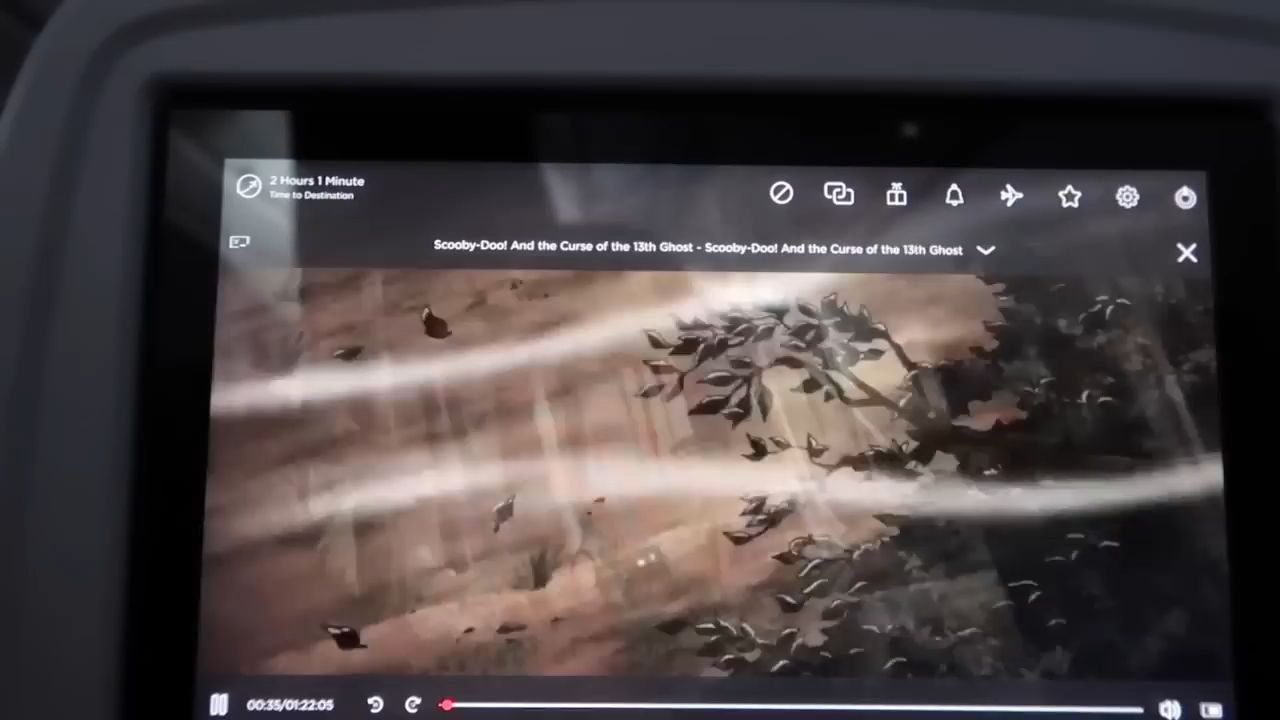 2 Hours 1 Minute
Time to Destination
Scooby-Doo! And the Curse of the 13th Ghost - Scooby-Doo! And the Curse of the 13th Ghost
00:35/01:22:05